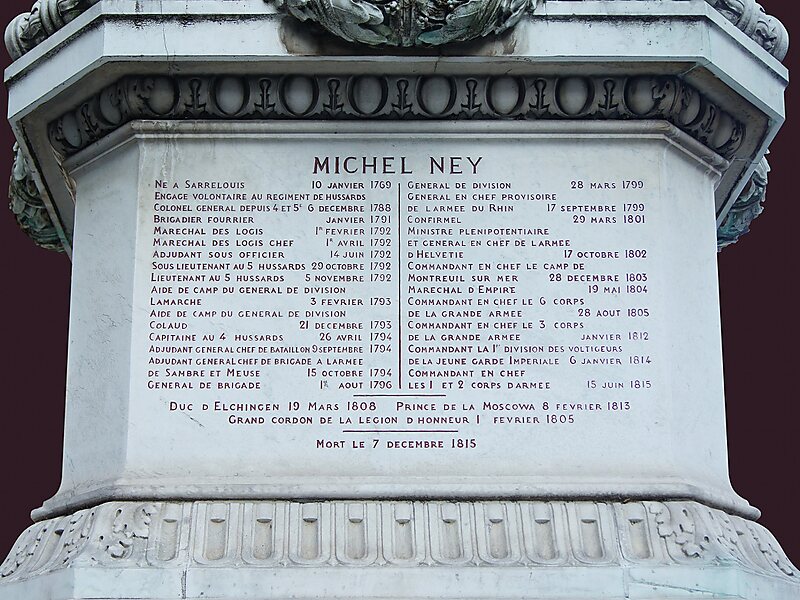 MICHEL NEY
NE A SARRELOUIS 10 JANVIER 1769
ENGAGE VOLONTAIRE AU REGIMENT DE HUSSARDS
COLONEL GENERAL DEPUIS 4 ET 5E 6 DECEMBRE 1788
BRIGADIER FOURRIER JANVIER 1791
MARECHAL DES LOGIS 1R FEVRIER 1792
MARECHAL DES LOGIS CHEF 1R AVRIL 1792
ADJUDANT SOUS OFFICIER 14 JUIN 1792
SOUS LIEUTENANT AU 5 HUSSARDS 29 OCTOBRE 1792
LIEUTENANT AU 5 HUSSARDS 5 NOVEMBRE 1792
AIDE DE CAMP DU GENERAL DE DIVISION
LAMARCHE 3 FEVRIER 1793
AIDE DE CAMP DU GENERAL DE DIVISION
COLAUD 21 DECEMBRE 1793
CAPITAINE AU 4 HUSSARDS 26 AVRIL 1794
ADJUDANT GENERAL CHEF DE BATAILLON 9 SEPTEMBRE 1794
ADJUDANT GENERAL CHEF DE BRIGADE A L ARMEE
DE SAMBRE ET MEUSE 15 OCTOBRE 1794
GENERAL DE BRIGADE 1R AOUT 1796
GENERAL DE DIVISION 28 MARS 1799
GENERAL EN CHEF PROVISOIRE
DE L ARMEE DU RHIN 17 SEPTEMBRE 1799
CONFIRMEL 29 MARS 1801
MINISTRE PLENIPOTENTIAIRE
ET GENERAL EN CHEF DE L ARMEE
D HELVETIE 17 OCTOBRE 1802
COMMANDANT EN CHEF LE CAMP DE
MONTREUIL SUR MER 28 DECEMBRE 1803
MARECHAL D EMPIRE 19 MAI 1804
COMMANDANT EN CHEF LE 6 CORPS
DE LA GRANDE ARMEE 28 AOUT 1805
COMMANDANT EN CHEF LE 3 CORPS
DE LA GRANDE ARMEE JANVIER 1812
COMMANDANT LA 1RE DIVISION DES VOLTIGEURS
DE LA JEUNE GARDE IMPERIALE 6 JANVIER 1814
COMMANDANT EN CHEF
LES 1 ET 2 CORPS D ARMEE 15 JUIN 1815
DUC D ELCHINGEN 19 MARS 1808 PRINCE DE LA MOSCOWA 8 FEVRIER 1813
GRAND CORDON DE LA LEGION D HONNEUR 1R FEVRIER 1805
MORT LE 7 DECEMBRE 1815